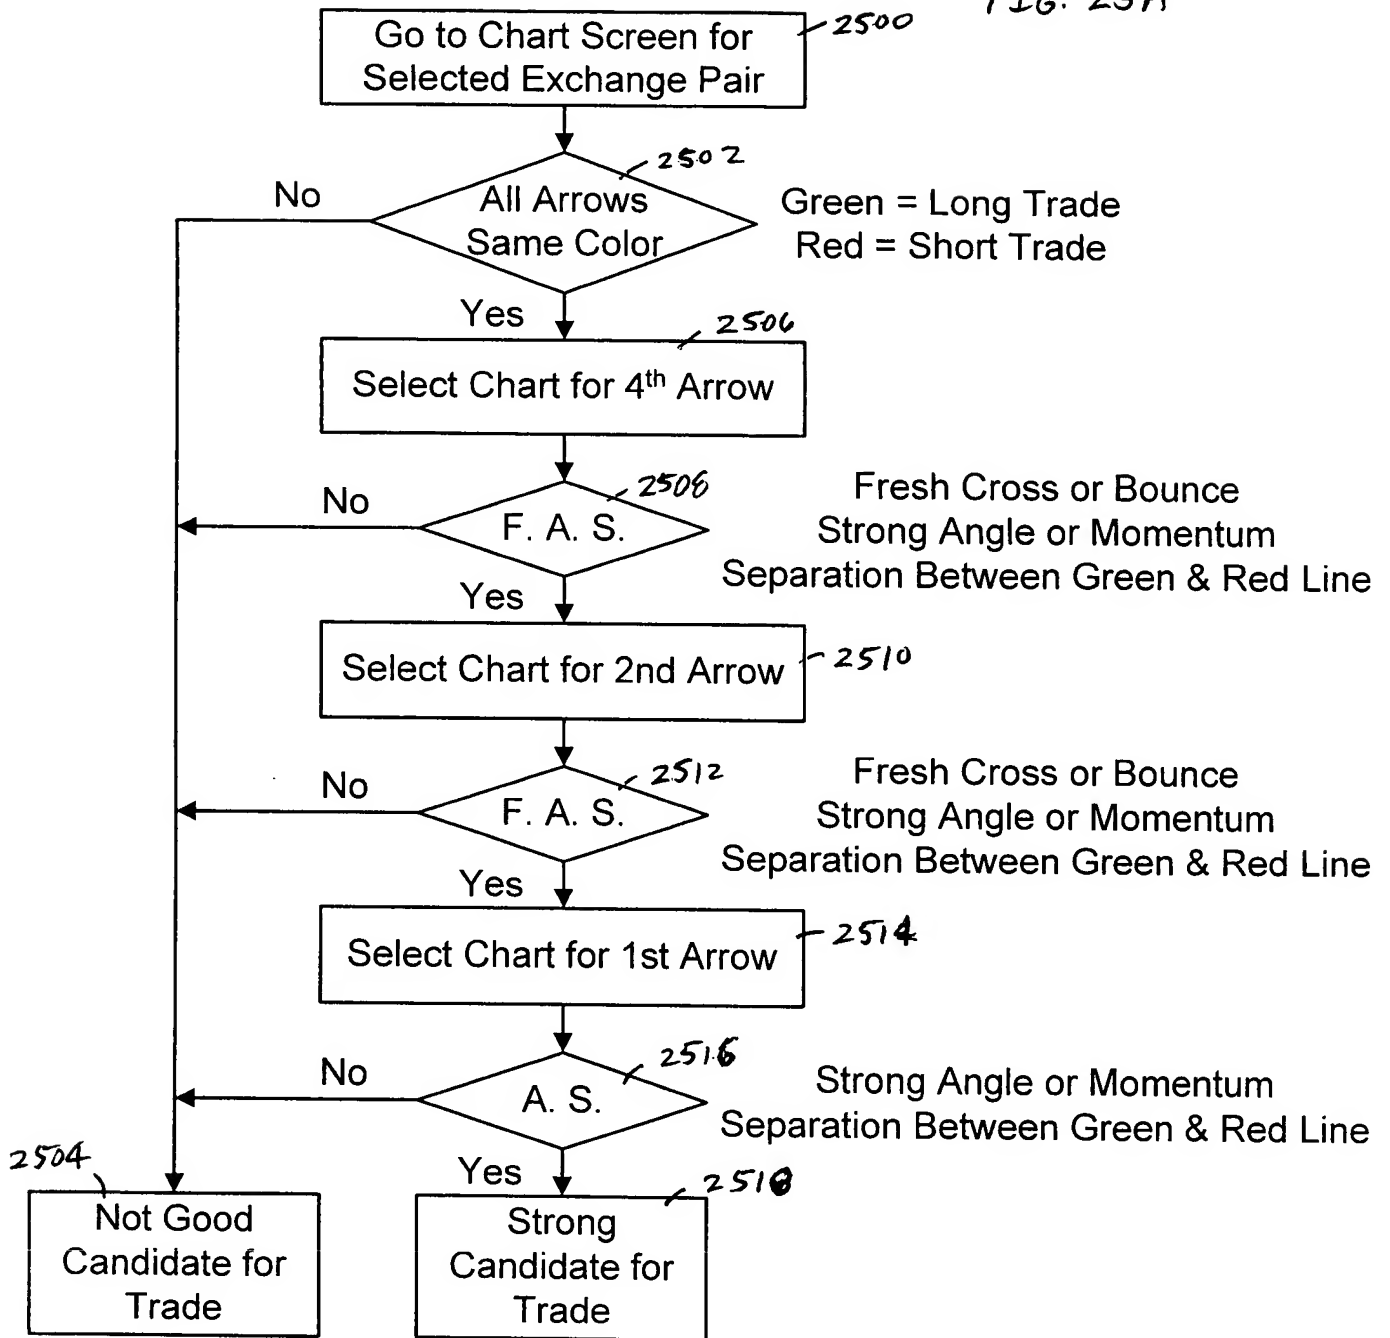 FIG. 25A
Go to Chart Screen for
Selected Exchange Pair
2500
2502
No
All Arrows
Same Color
Green = Long Trade
Red = Short Trade
Yes
2506
Select Chart for 4th Arrow
2508
No
F. A. S.
Fresh Cross or Bounce
Strong Angle or Momentum
Separation Between Green & Red Line
Yes
Select Chart for 2nd Arrow
2510
2512
No
F. A. S.
Fresh Cross or Bounce
Strong Angle or Momentum
Separation Between Green & Red Line
Yes
Select Chart for 1st Arrow
2514
2516
No
A. S.
Strong Angle or Momentum
Separation Between Green & Red Line
2504
Yes
2518
Not Good
Candidate for
Trade
Strong
Candidate for
Trade